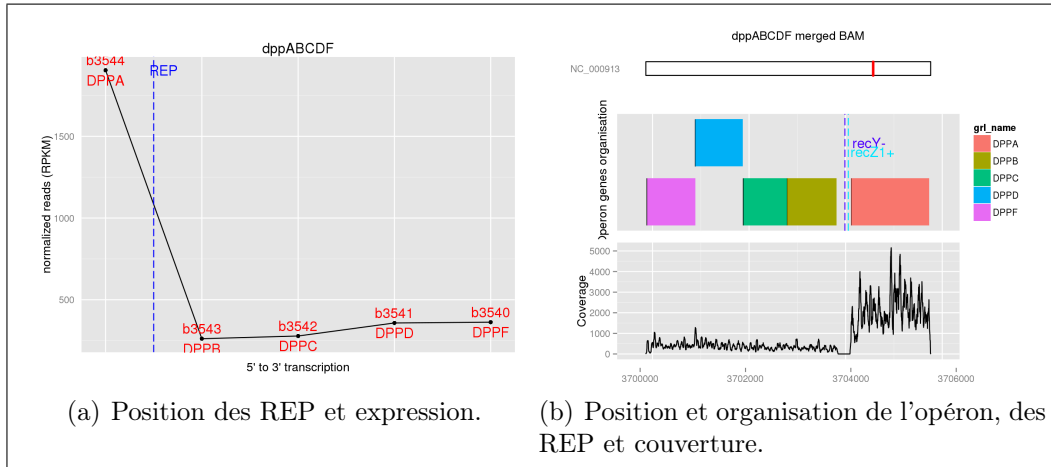 dppABCDF
b3544
DPPA
REP
normalized reads (RPKM)
1500
1000
500
b3543
DPPB
b3542
DPPC
b3541
DPPD
b3540
DPPF
5' to 3' transcription
(a) Position des REP et expression.
dppABCDF merged BAM
NC_000913
Operon genes organisation
recY-
recZ1+
grl_name
DPPA
DPPB
DPPC
DPPD
DPPF
Coverage
5000
4000
3000
2000
1000
0
3700000
3702000
3704000
3706000
(b) Position et organisation de l'opéron, des
REP et couverture.